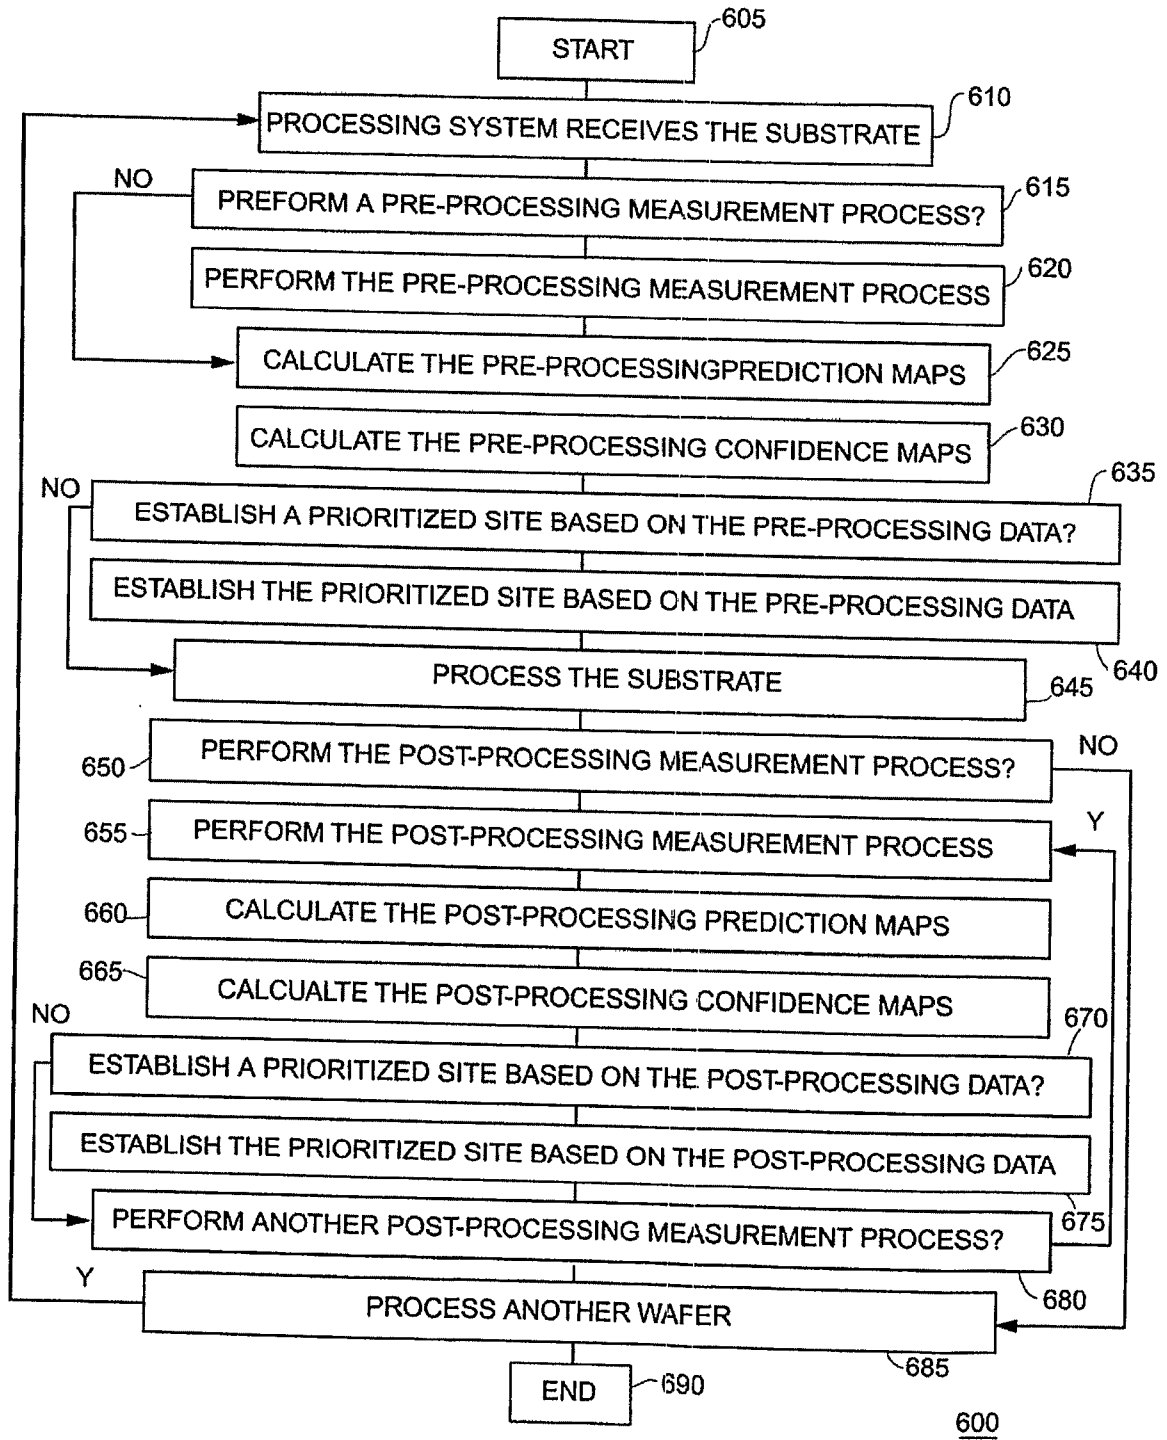 605
START
610
PROCESSING SYSTEM RECEIVES THE SUBSTRATE
NO
615
PREFORM A PRE-PROCESSING MEASUREMENT PROCESS?
620
PERFORM THE PRE-PROCESSING MEASUREMENT PROCESS
625
CALCULATE THE PRE-PROCESSINGPREDICTION MAPS
630
CALCULATE THE PRE-PROCESSING CONFIDENCE MAPS
635
NO
ESTABLISH A PRIORITIZED SITE BASED ON THE PRE-PROCESSING DATA?
ESTABLISH THE PRIORITIZED SITE BASED ON THE PRE-PROCESSING DATA
640
PROCESS THE SUBSTRATE
645
PERFORM THE POST-PROCESSING MEASUREMENT PROCESS?
NO
650
Y
655
PERFORM THE POST-PROCESSING MEASUREMENT PROCESS
660
CALCULATE THE POST-PROCESSING PREDICTION MAPS
665
CALCUALTE THE POST-PROCESSING CONFIDENCE MAPS
NO
670
ESTABLISH A PRIORITIZED SITE BASED ON THE POST-PROCESSING DATA?
ESTABLISH THE PRIORITIZED SITE BASED ON THE POST-PROCESSING DATA
675
PERFORM ANOTHER POST-PROCESSING MEASUREMENT PROCESS?
Y
680
PROCESS ANOTHER WAFER
685
END
690
600